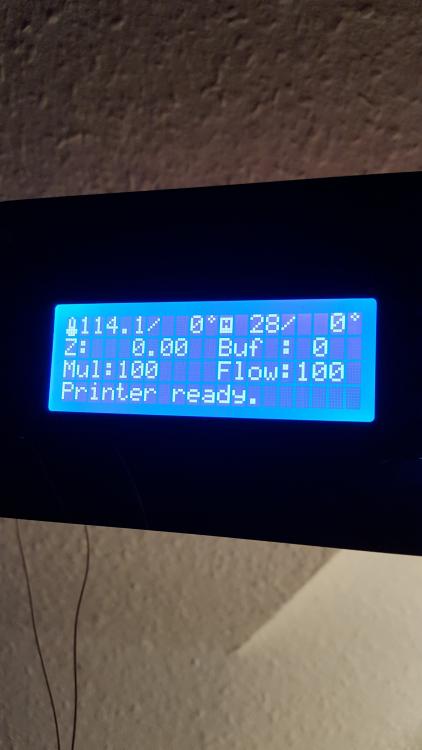 114.1/ 0° 28/ 0°
Z: 0.00 Buf : 0
Mul:100 Flow:100
Printer ready.